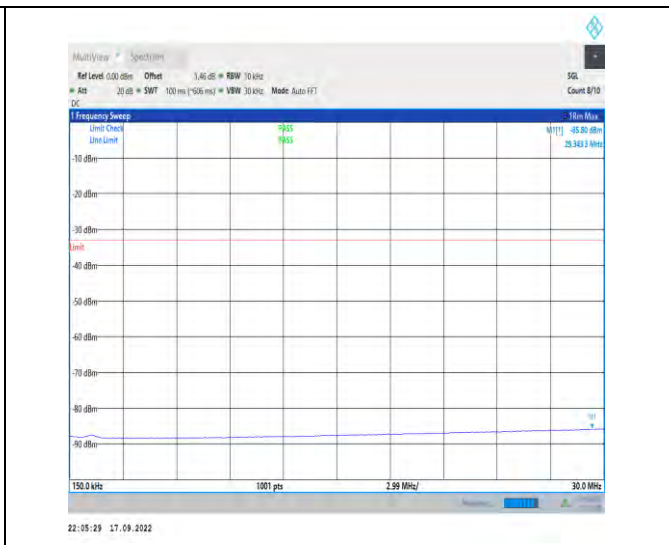 MultiView Spectrum
Ref Level 0.00 dBm Offset 1.46 dB RBW 10 kHz SGL
Att 20 dB SWT 100 ms (~606 ms) VBW 30 kHz Mode Auto FFT Count 8/10
DC
1 Frequency Sweep 1Rm Max
Limit Check PASS M1[1] -85.80 dBm
Line Limit PASS 29.3433 MHz
-10 dBm
-20 dBm
-30 dBm
Limit
-40 dBm
-50 dBm
-60 dBm
-70 dBm
-80 dBm
M1
-90 dBm
150.0 kHz 1001 pts 2.99 MHz/ 30.0 MHz
22:05:29 17.09.2022